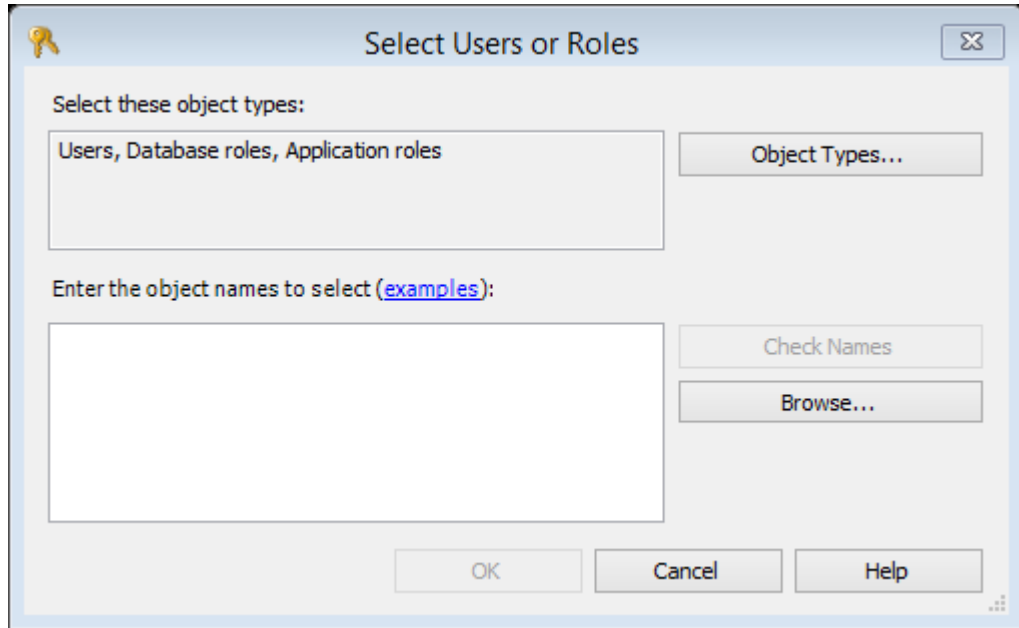 Select Users or Roles
Select these object types:
Users, Database roles, Application roles
Object Types...
Enter the object names to select (examples):
Check Names
Browse...
OK
Cancel
Help